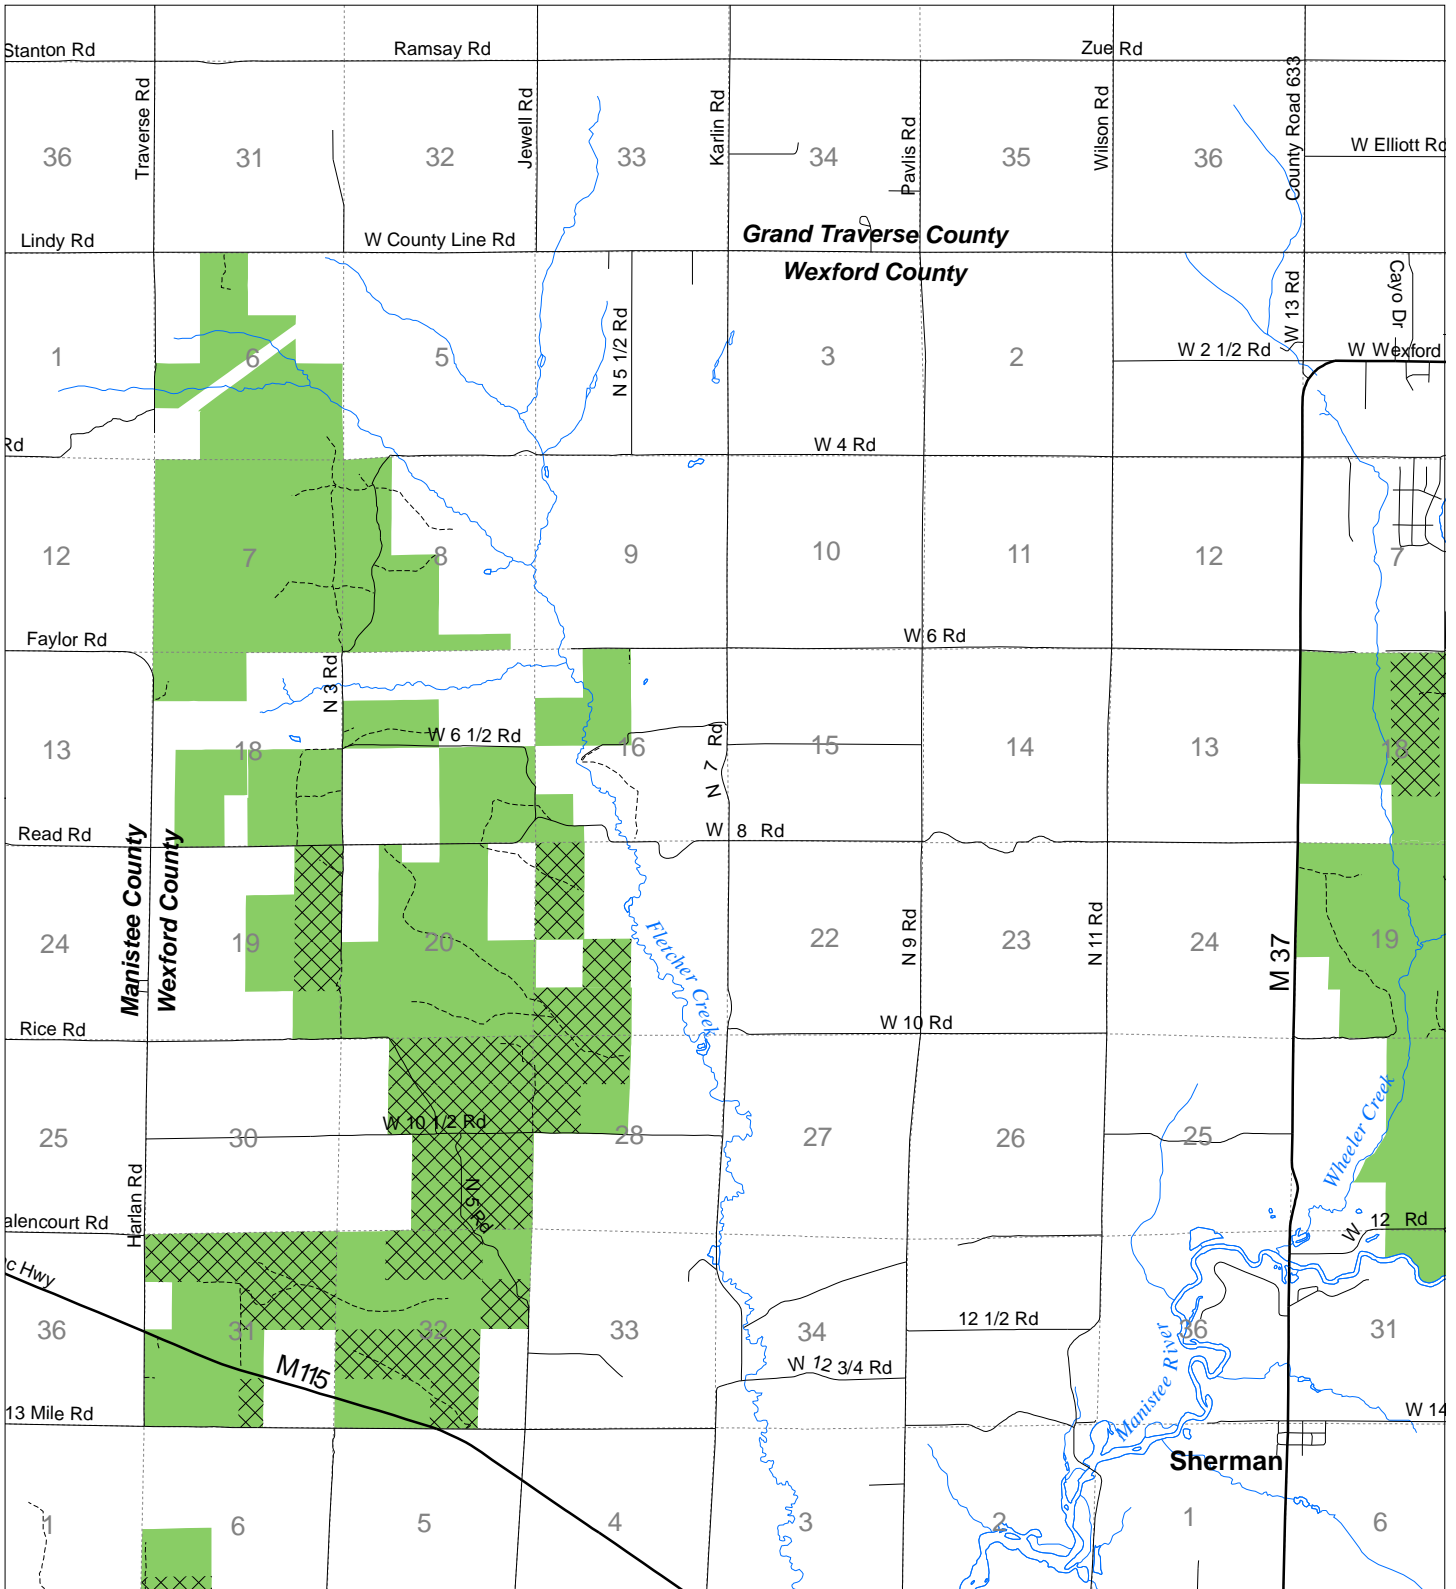 Stanton Rd
Ramsay Rd
Zue Rd
Traverse Rd
Jewell Rd
Karlin Rd
Pavlis Rd
Wilson Rd
County Road 633
W Elliott Rd
36
31
32
33
34
35
36
Lindy Rd
W County Line Rd
Grand Traverse County
Wexford County
N 5 1/2 Rd
W 13 Rd
Cayo Dr
1
6
5
3
2
W 2 1/2 Rd
W Wexford
Rd
W 4 Rd
12
7
8
9
10
11
12
7
Faylor Rd
W 6 Rd
N 3 Rd
W 6 1/2 Rd
N 7 Rd
13
18
16
15
14
13
18
Read Rd
W 8 Rd
Manistee County
Wexford County
Fletcher Creek
N 9 Rd
N 11 Rd
M 37
24
19
20
22
23
24
19
Rice Rd
W 10 Rd
W 10 1/2 Rd
25
30
28
27
26
25
Wheeler Creek
Harlan Rd
N 5 Rd
alencourt Rd
W 12 Rd
c Hwy
36
31
32
33
34
12 1/2 Rd
36
31
M 115
W 12 3/4 Rd
Manistee River
13 Mile Rd
W 14
Sherman
1
6
5
4
3
2
1
6